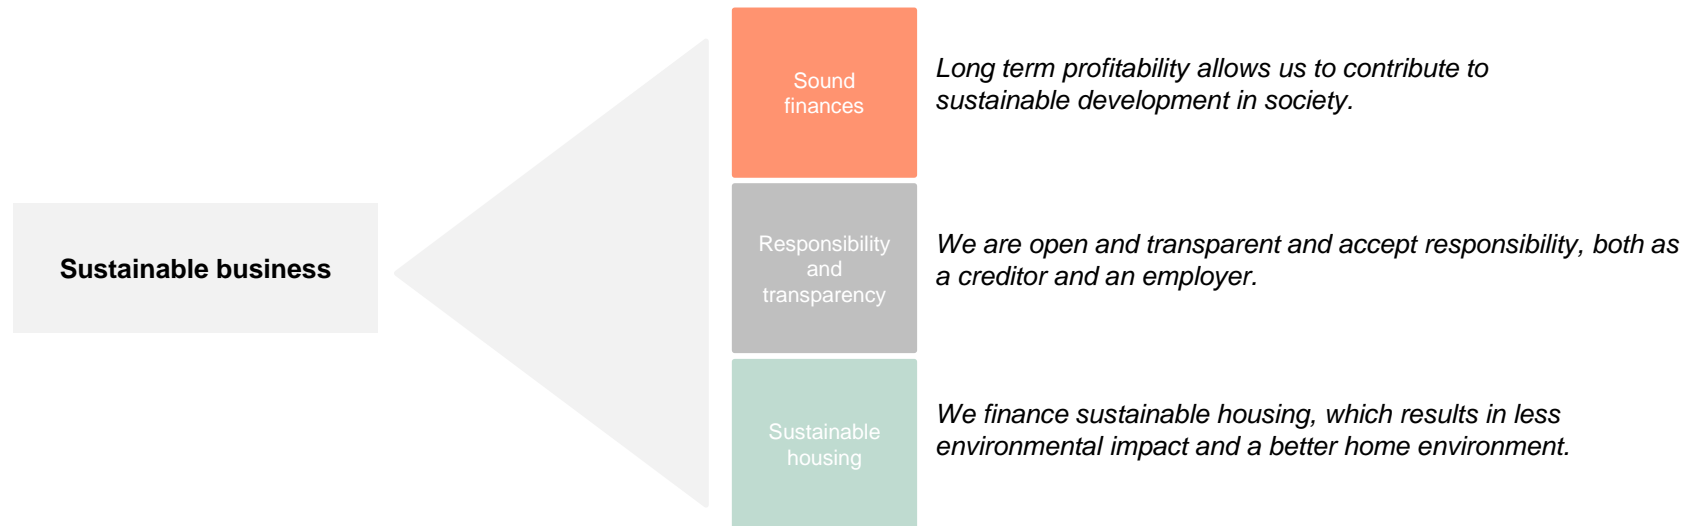 Sustainable business
Sound
finances
Long term profitability allows us to contribute to
sustainable development in society.
Responsibility
and
transparency
We are open and transparent and accept responsibility, both as
a creditor and an employer.
Sustainable
housing
We finance sustainable housing, which results in less
environmental impact and a better home environment.